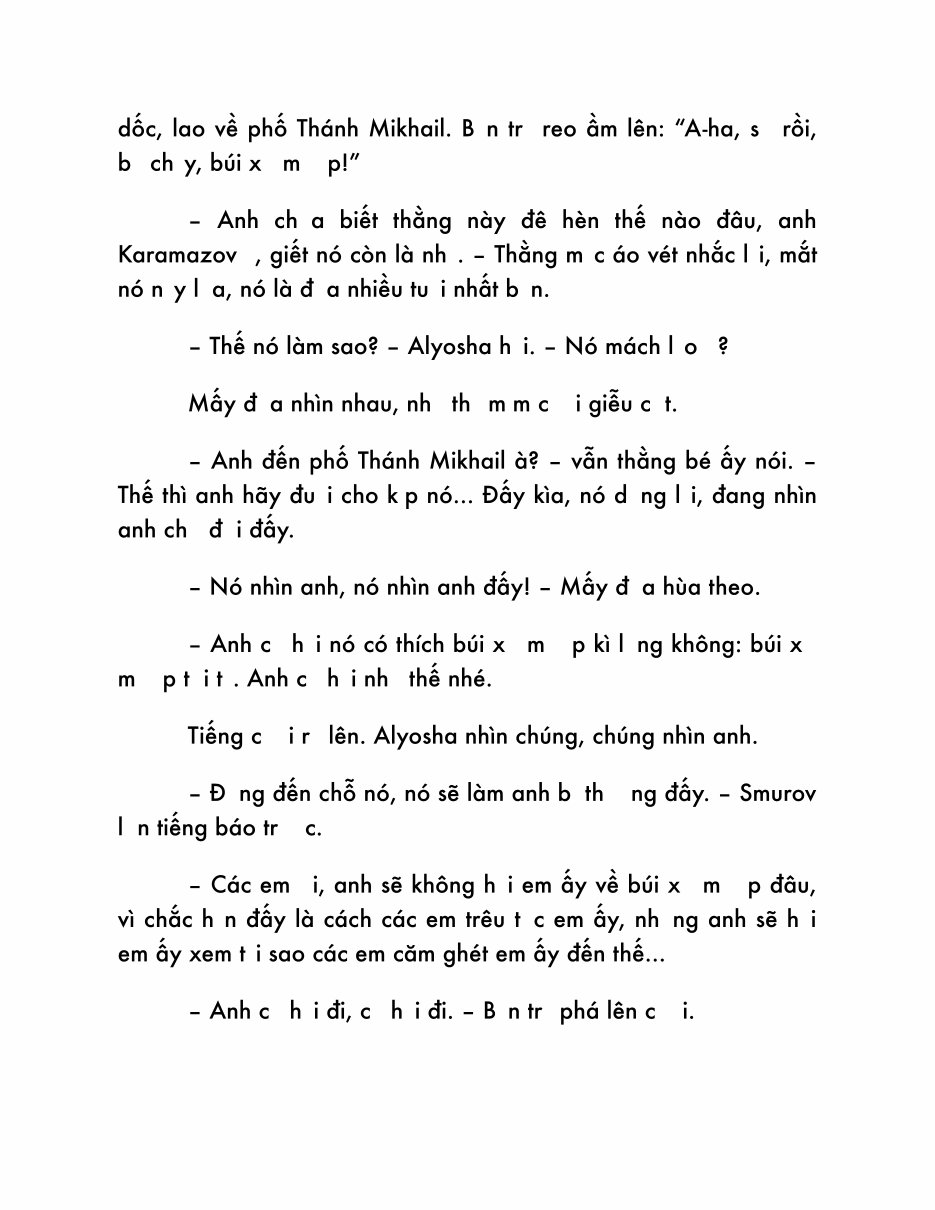 dốc, lao về phố Thánh Mikhail. B n tr reo ầm lên: “A-ha, s rồi,
b ch y, búi x m p!”
– Anh ch a biết thằng này đê hèn thế nào đâu, anh
Karamazov , giết nó còn là nh . – Thằng m c áo vét nhắc l i, mắt
nó n y l a, nó là đ a nhiều tu i nhất b n.
– Thế nó làm sao? – Alyosha h i. – Nó mách l o ?
Mấy đ a nhìn nhau, nh th m m c i giễu c t.
– Anh đến phố Thánh Mikhail à? – vẫn thằng bé ấy nói. –
Thế thì anh hãy đu i cho k p nó... Đấy kìa, nó d ng l i, đang nhìn
anh ch đ i đấy.
– Nó nhìn anh, nó nhìn anh đấy! – Mấy đ a hùa theo.
– Anh c h i nó có thích búi x m p kì l ng không: búi x
m p t i t . Anh c h i nh thế nhé.
Tiếng c i r lên. Alyosha nhìn chúng, chúng nhìn anh.
– Đ ng đến chỗ nó, nó sẽ làm anh b th ng đấy. – Smurov
l n tiếng báo tr c.
– Các em i, anh sẽ không h i em ấy về búi x m p đâu,
vì chắc h n đấy là cách các em trêu t c em ấy, nh ng anh sẽ h i
em ấy xem t i sao các em căm ghét em ấy đến thế...
– Anh c h i đi, c h i đi. – B n tr phá lên c i.